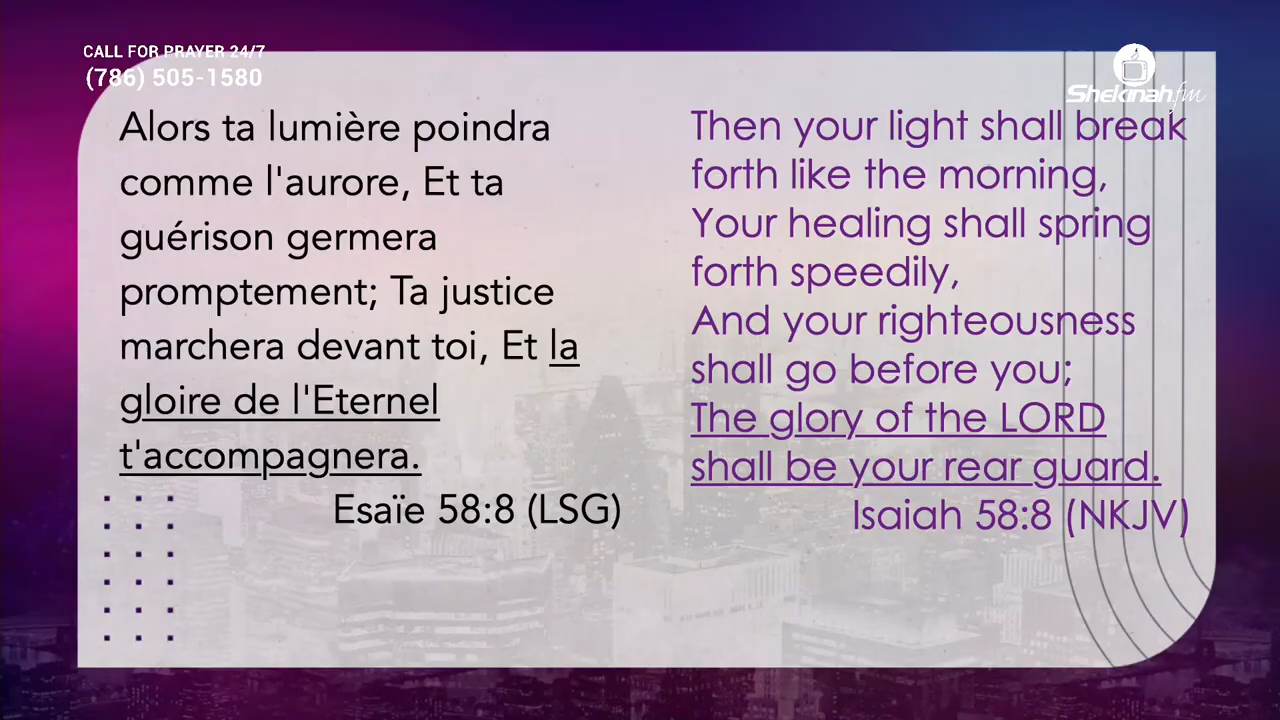 CALL FOR PRAYER 24/7
(786) 505-1580
Shekinah.fm
Alors ta lumière poindra
comme l'aurore, Et ta
guérison germera
promptement; Ta justice
marchera devant toi, Et la
gloire de l'Eternel
t'accompagnera.
Esaïe 58:8 (LSG)
Then your light shall break
forth like the morning,
Your healing shall spring
forth speedily,
And your righteousness
shall go before you;
The glory of the LORD
shall be your rear guard.
Isaiah 58:8 (NKJV)